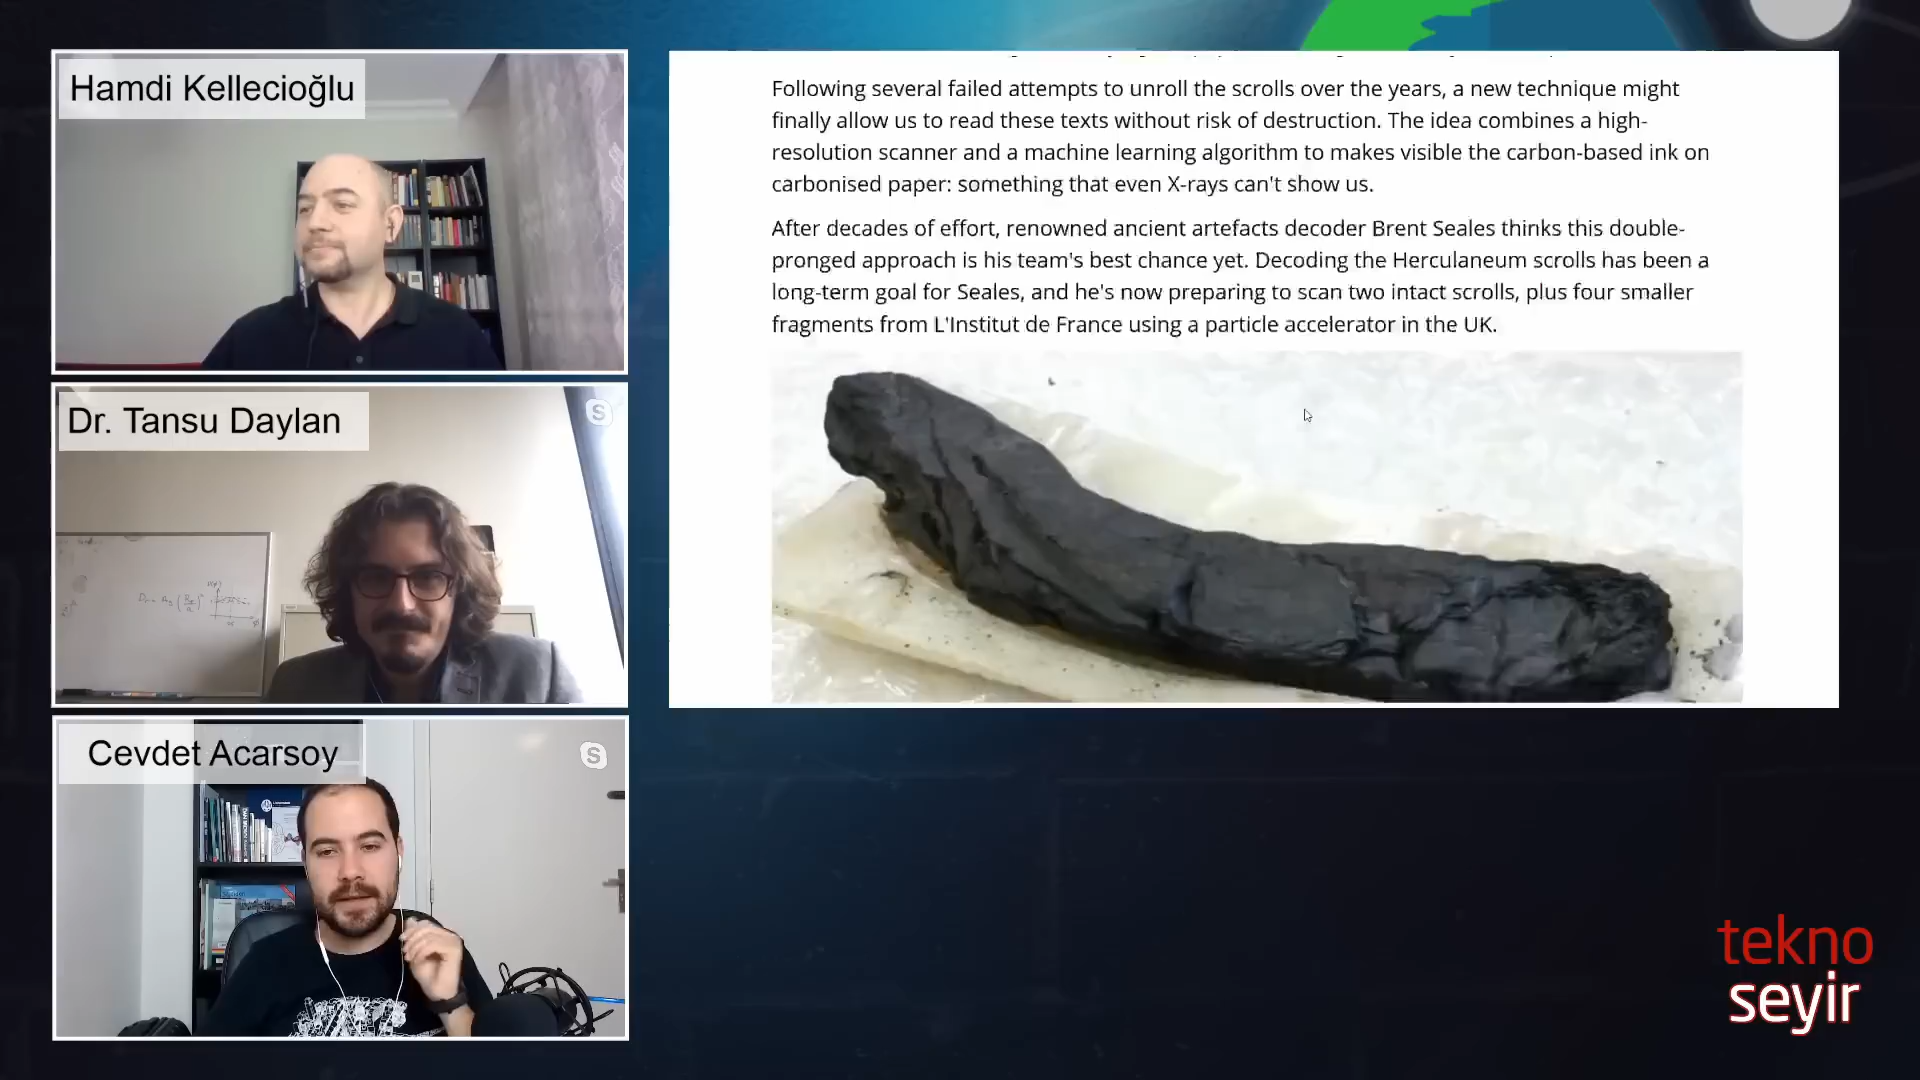 Hamdi Kellecioğlu
Following several failed attempts to unroll the scrolls over the years, a new technique might
finally allow us to read these texts without risk of destruction. The idea combines a high-
resolution scanner and a machine learning algorithm to makes visible the carbon-based ink on
carbonised paper: something that even X-rays can't show us.
After decades of effort, renowned ancient artefacts decoder Brent Seales thinks this double-
pronged approach is his team's best chance yet. Decoding the Herculaneum scrolls has been a
long-term goal for Seales, and he's now preparing to scan two intact scrolls, plus four smaller
fragments from L'Institut de France using a particle accelerator in the UK.
Dr. Tansu Daylan
S
Cevdet Acarsoy
S
tekno
seyir